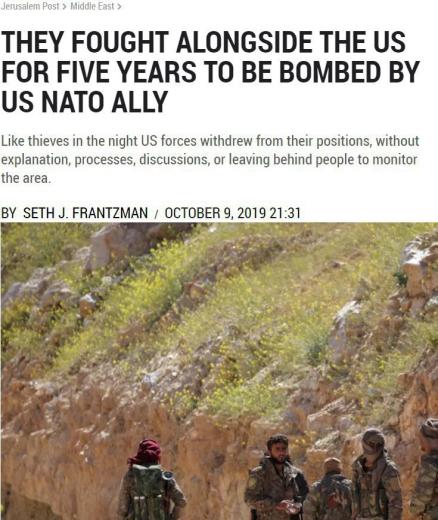 Jerusalem Post > Middle East >
THEY FOUGHT ALONGSIDE THE US
FOR FIVE YEARS TO BE BOMBED BY
US NATO ALLY
Like thieves in the night US forces withdrew from their positions, without
explanation, processes, discussions, or leaving behind people to monitor
the area.
BY SETH J. FRANTZMAN / OCTOBER 9, 2019 21:31